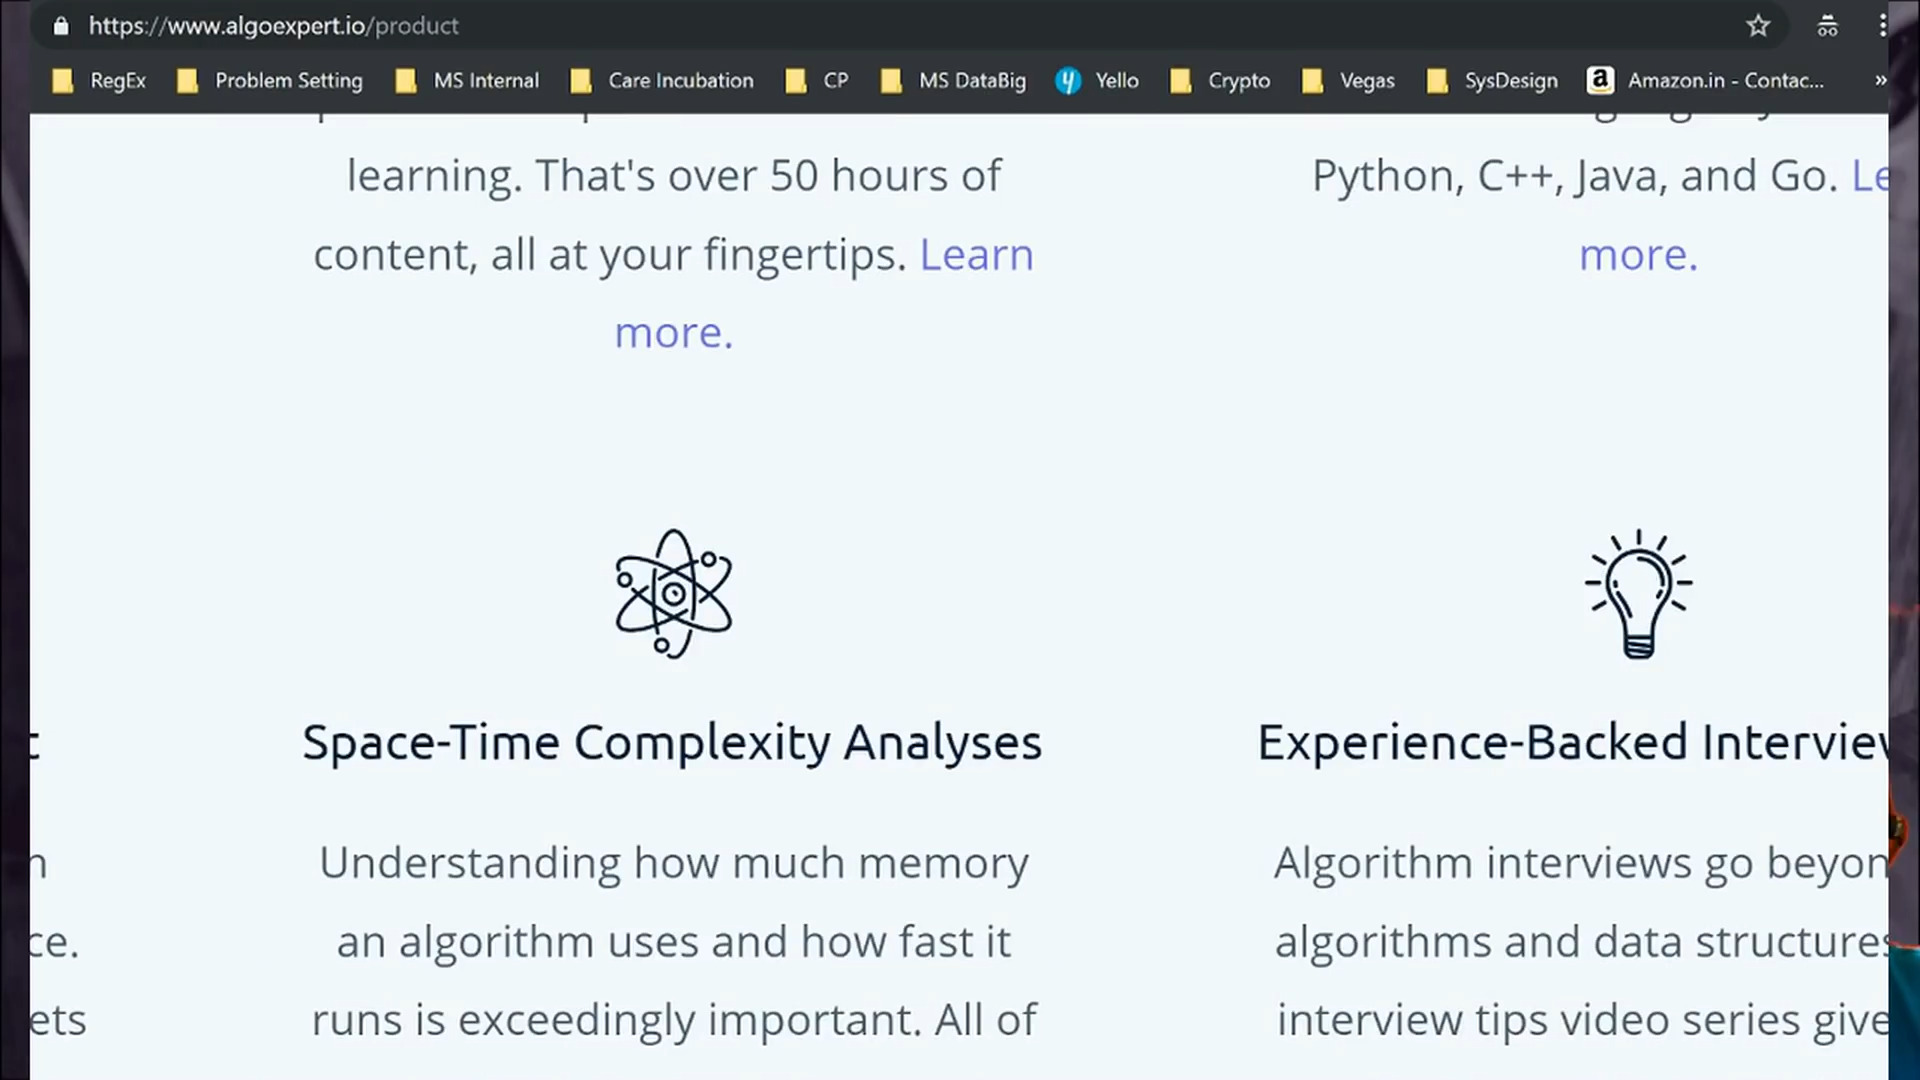 https://www.algoexpert.io/product
RegEx Problem Setting MS Internal Care Incubation CP MS DataBig Yello Crypto Vegas SysDesign Amazon.in - Contac... »
learning. That's over 50 hours of
content, all at your fingertips. Learn
more.
Python, C++, Java, and Go. Le
more.
Space-Time Complexity Analyses
Understanding how much memory
an algorithm uses and how fast it
runs is exceedingly important. All of
Experience-Backed Interview
Algorithm interviews go beyon
algorithms and data structures
interview tips video series give
ce.
ets